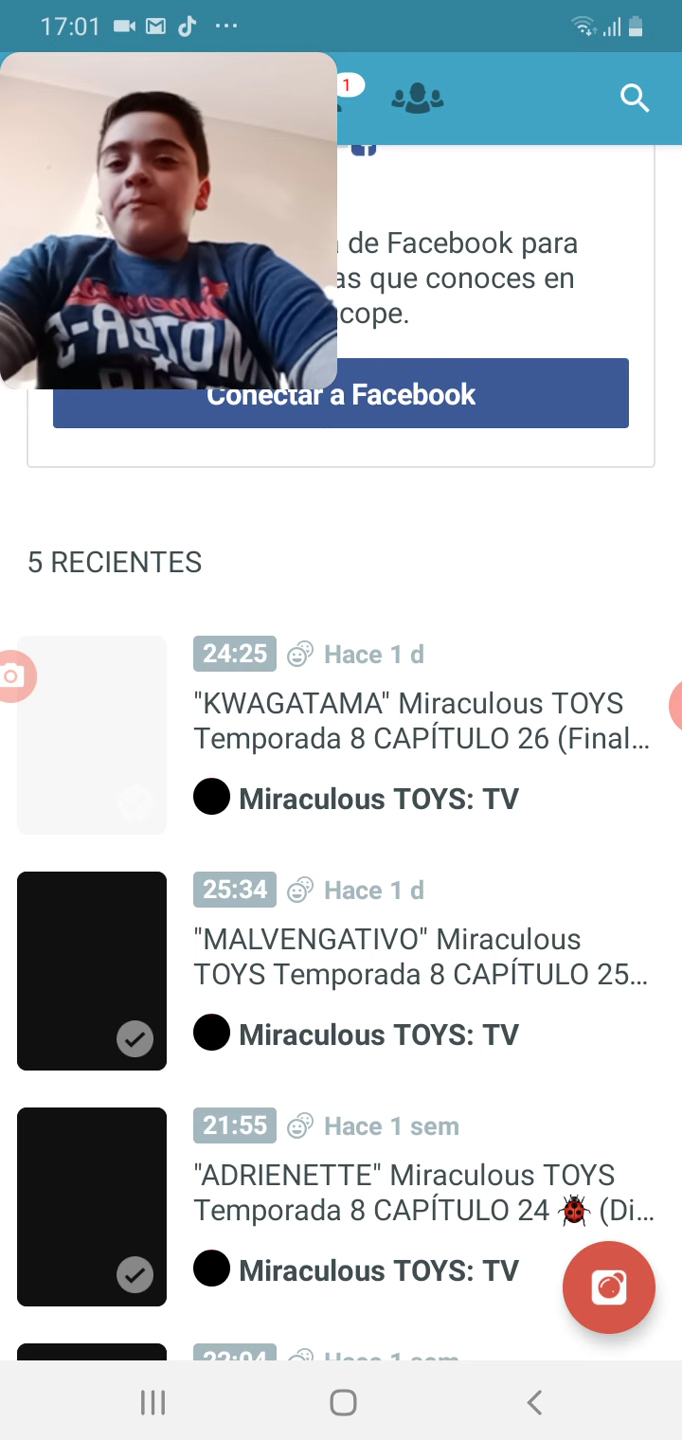 17:01
1
de Facebook para
as que conoces en
cope.
Conectar a Facebook
5 RECIENTES
24:25 Hace 1 d
"KWAGATAMA" Miraculous TOYS
Temporada 8 CAPÍTULO 26 (Final...
Miraculous TOYS: TV
25:34 Hace 1 d
"MALVENGATIVO" Miraculous
TOYS Temporada 8 CAPÍTULO 25...
Miraculous TOYS: TV
21:55 Hace 1 sem
"ADRIENETTE" Miraculous TOYS
Temporada 8 CAPÍTULO 24 🐞 (Di...
Miraculous TOYS: TV
Hace 1 sem